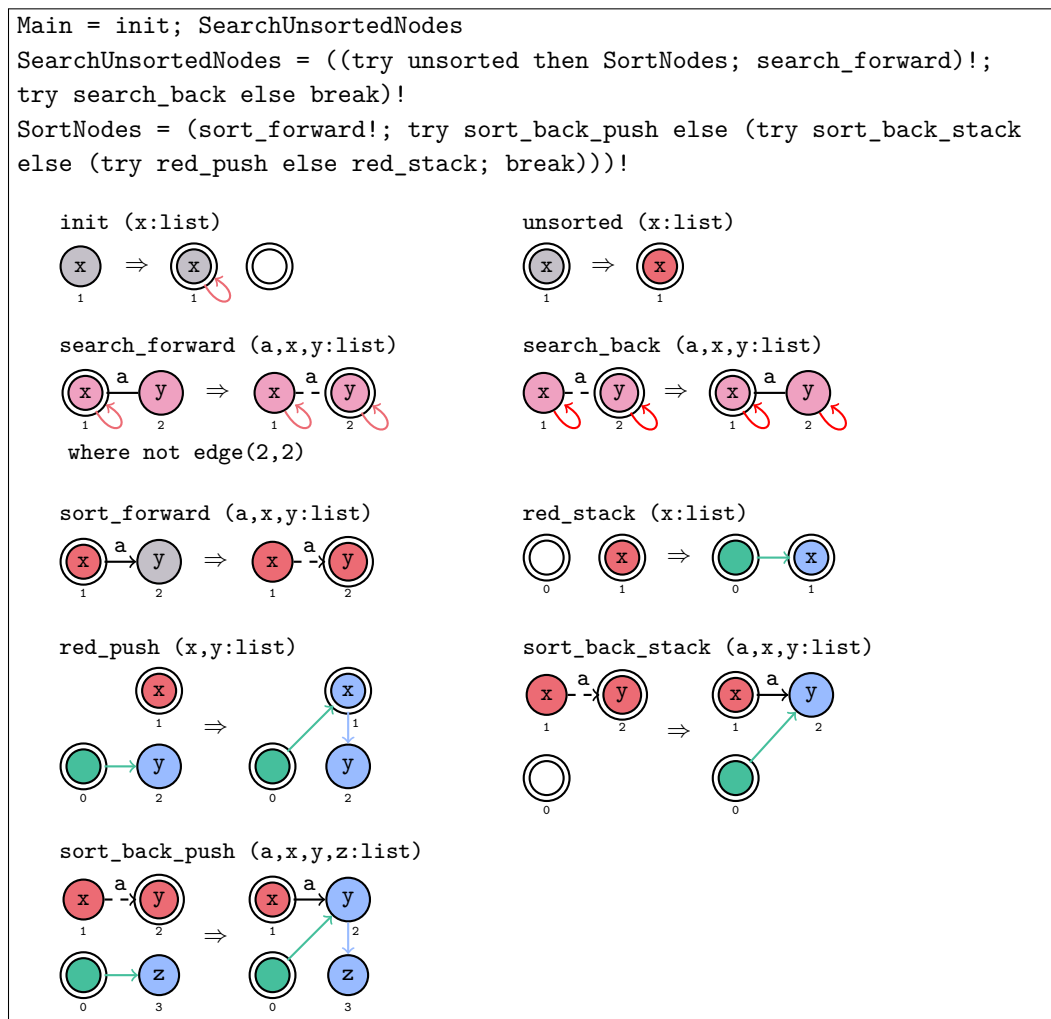 Main = init; SearchUnsortedNodes
SearchUnsortedNodes = ((try unsorted then SortNodes; search_forward)!;
try search_back else break)!
SortNodes = (sort_forward!; try sort_back_push else (try sort_back_stack
else (try red_push else red_stack; break)))!
init (x:list)
x ⇒ x
1 1
unsorted (x:list)
x ⇒ x
1 1
search_forward (a,x,y:list)
x a y ⇒ x a y
1 2 1 2
where not edge(2,2)
search_back (a,x,y:list)
x a y ⇒ x a y
1 2 1 2
sort_forward (a,x,y:list)
x a y ⇒ x a y
1 2 1 2
red_stack (x:list)
x ⇒ x
0 1 0 1
red_push (x,y:list)
x x
1 ⇒ 1
y y
0 2 0 2
sort_back_stack (a,x,y:list)
x a y x a y
1 2 ⇒ 1 2
0 0
sort_back_push (a,x,y,z:list)
x a y x a y
1 2 ⇒ 1 2
z z
0 3 0 3